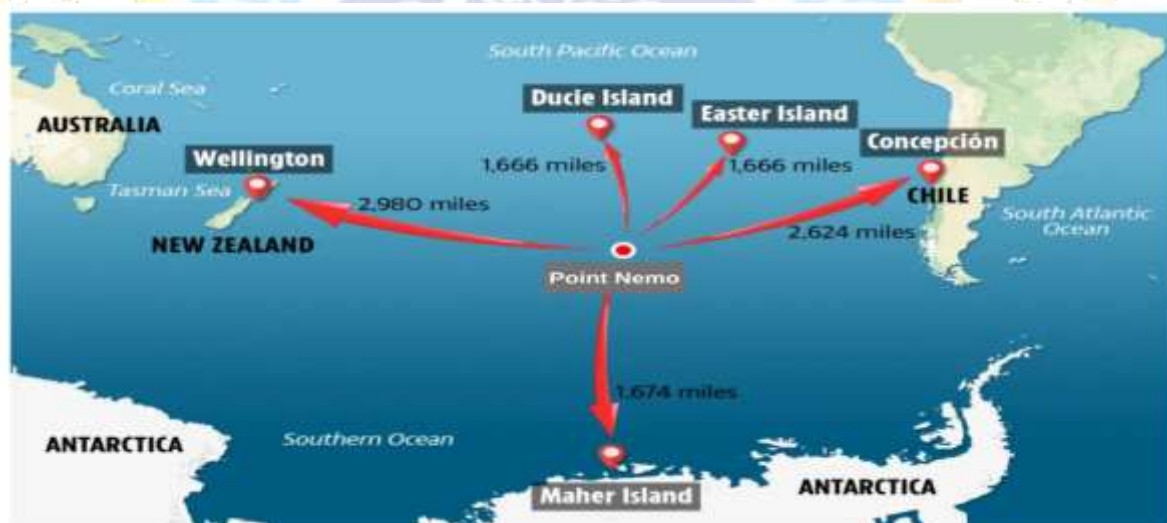 South Pacific Ocean
Coral Sea
Ducie Island
Easter Island
AUSTRALIA
Concepción
Wellington
1,666 miles
1,666 miles
Tasman Sea
2,980 miles
CHILE
South Atlantic
Ocean
NEW ZEALAND
2,624 miles
Point Nemo
1,674 miles
Southern Ocean
ANTARCTICA
Maher Island
ANTARCTICA